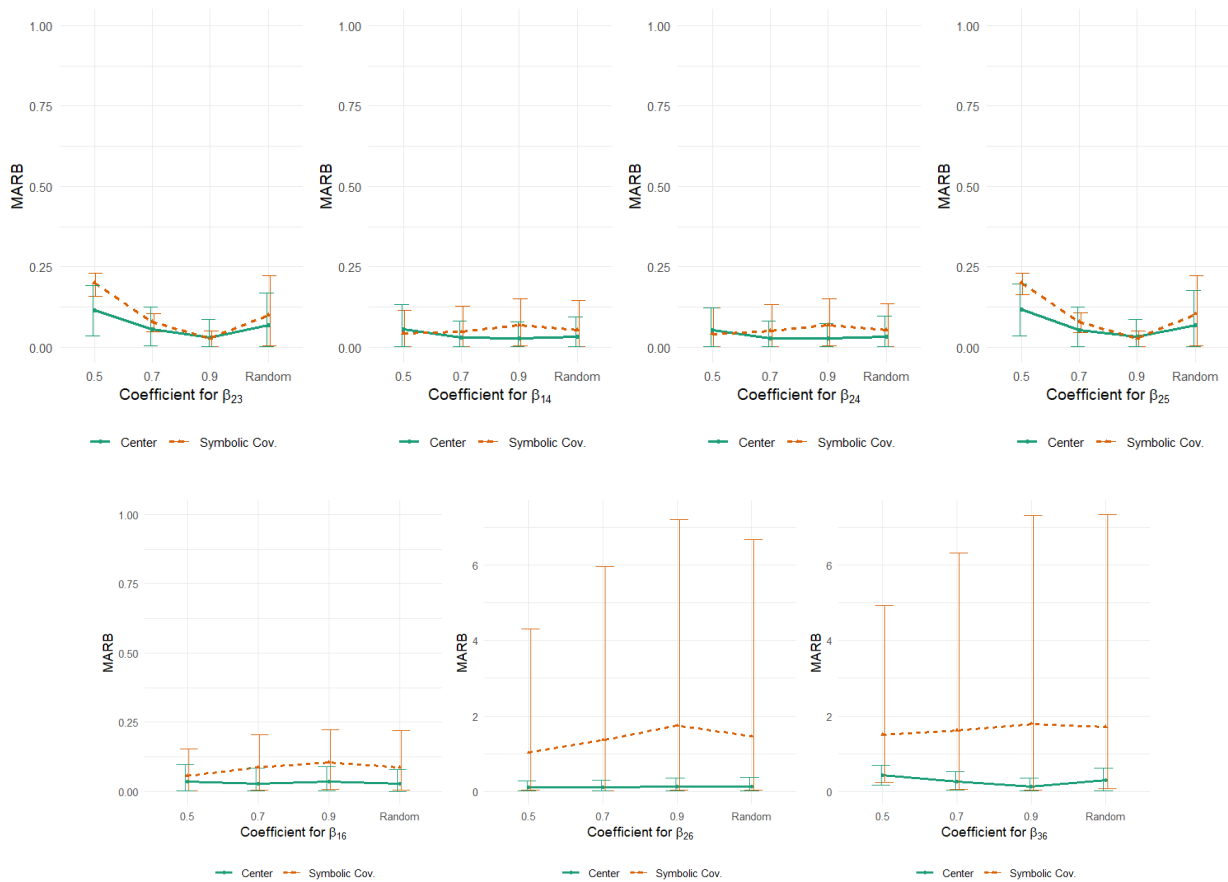 MARB
1.00
0.75
0.50
0.25
0.00
0.5 0.7 0.9 Random
Coefficient for β₂₃
Center Symbolic Cov.
MARB
1.00
0.75
0.50
0.25
0.00
0.5 0.7 0.9 Random
Coefficient for β₁₄
Center Symbolic Cov.
MARB
1.00
0.75
0.50
0.25
0.00
0.5 0.7 0.9 Random
Coefficient for β₂₄
Center Symbolic Cov.
MARB
1.00
0.75
0.50
0.25
0.00
0.5 0.7 0.9 Random
Coefficient for β₂₅
Center Symbolic Cov.
MARB
1.00
0.75
0.50
0.25
0.00
0.5 0.7 0.9 Random
Coefficient for β₁₆
Center Symbolic Cov.
MARB
6
4
2
0
0.5 0.7 0.9 Random
Coefficient for β₂₆
Center Symbolic Cov.
MARB
6
4
2
0
0.5 0.7 0.9 Random
Coefficient for β₃₆
Center Symbolic Cov.